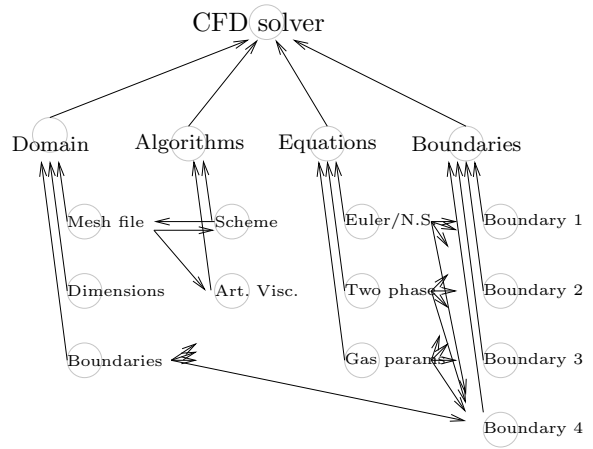 CFD solver
Domain Algorithms Equations Boundaries
Mesh file Scheme Euler/N.S. Boundary 1
Dimensions Art. Visc. Two phase Boundary 2
Boundaries Gas params Boundary 3
Boundary 4